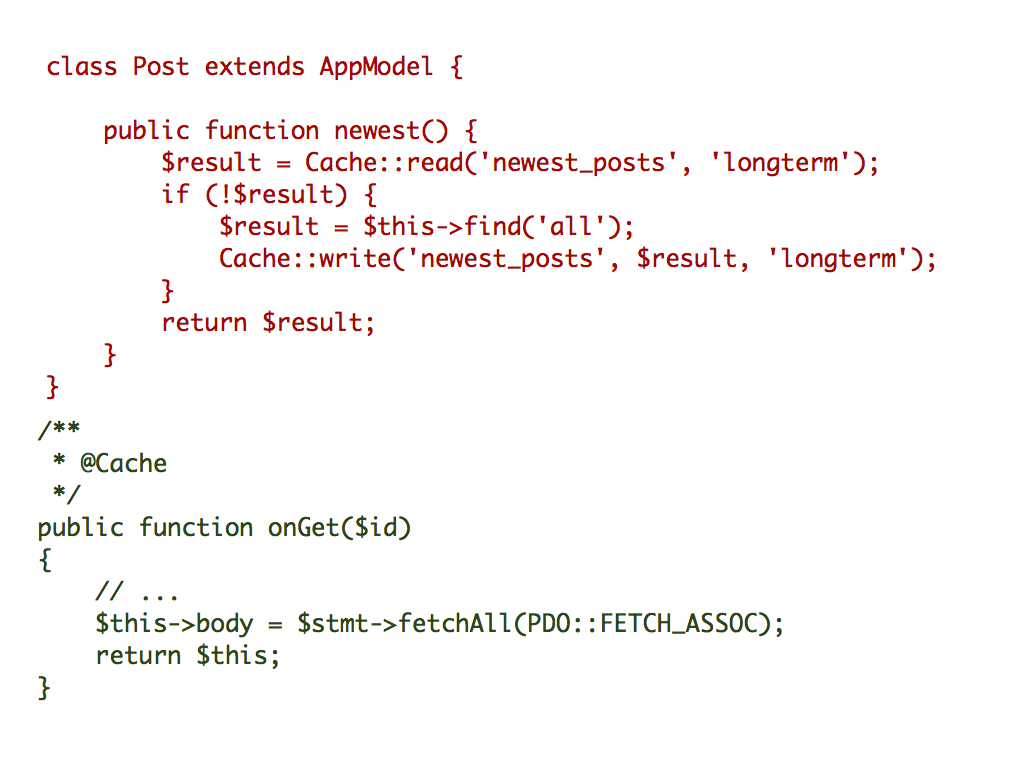 class Post extends AppModel {
    public function newest() {
        $result = Cache::read('newest_posts', 'longterm');
        if (!$result) {
            $result = $this->find('all');
            Cache::write('newest_posts', $result, 'longterm');
        }
        return $result;
    }
}
/**
 * @Cache
 */
public function onGet($id)
{
    // ...
    $this->body = $stmt->fetchAll(PDO::FETCH_ASSOC);
    return $this;
}